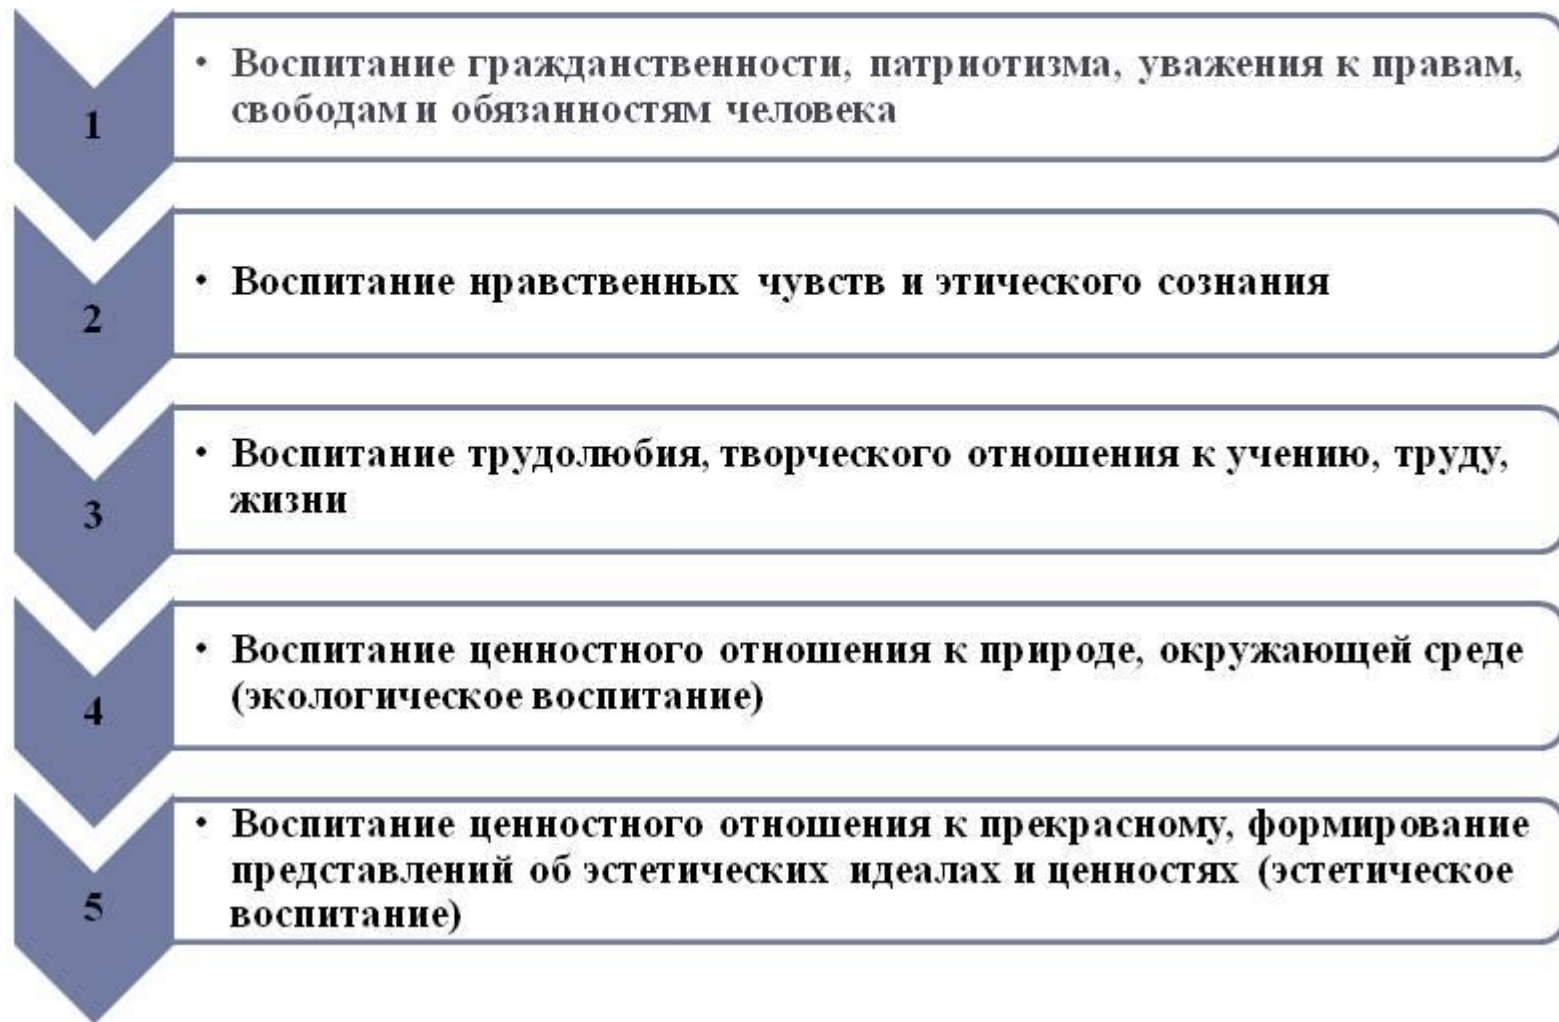 1
• Воспитание гражданственности, патриотизма, уважения к правам,
свободам и обязанностям человека
2
• Воспитание нравственных чувств и этического сознания
3
• Воспитание трудолюбия, творческого отношения к учению, труду,
жизни
4
• Воспитание ценностного отношения к природе, окружающей среде
(экологическое воспитание)
5
• Воспитание ценностного отношения к прекрасному, формирование
представлений об эстетических идеалах и ценностях (эстетическое
воспитание)